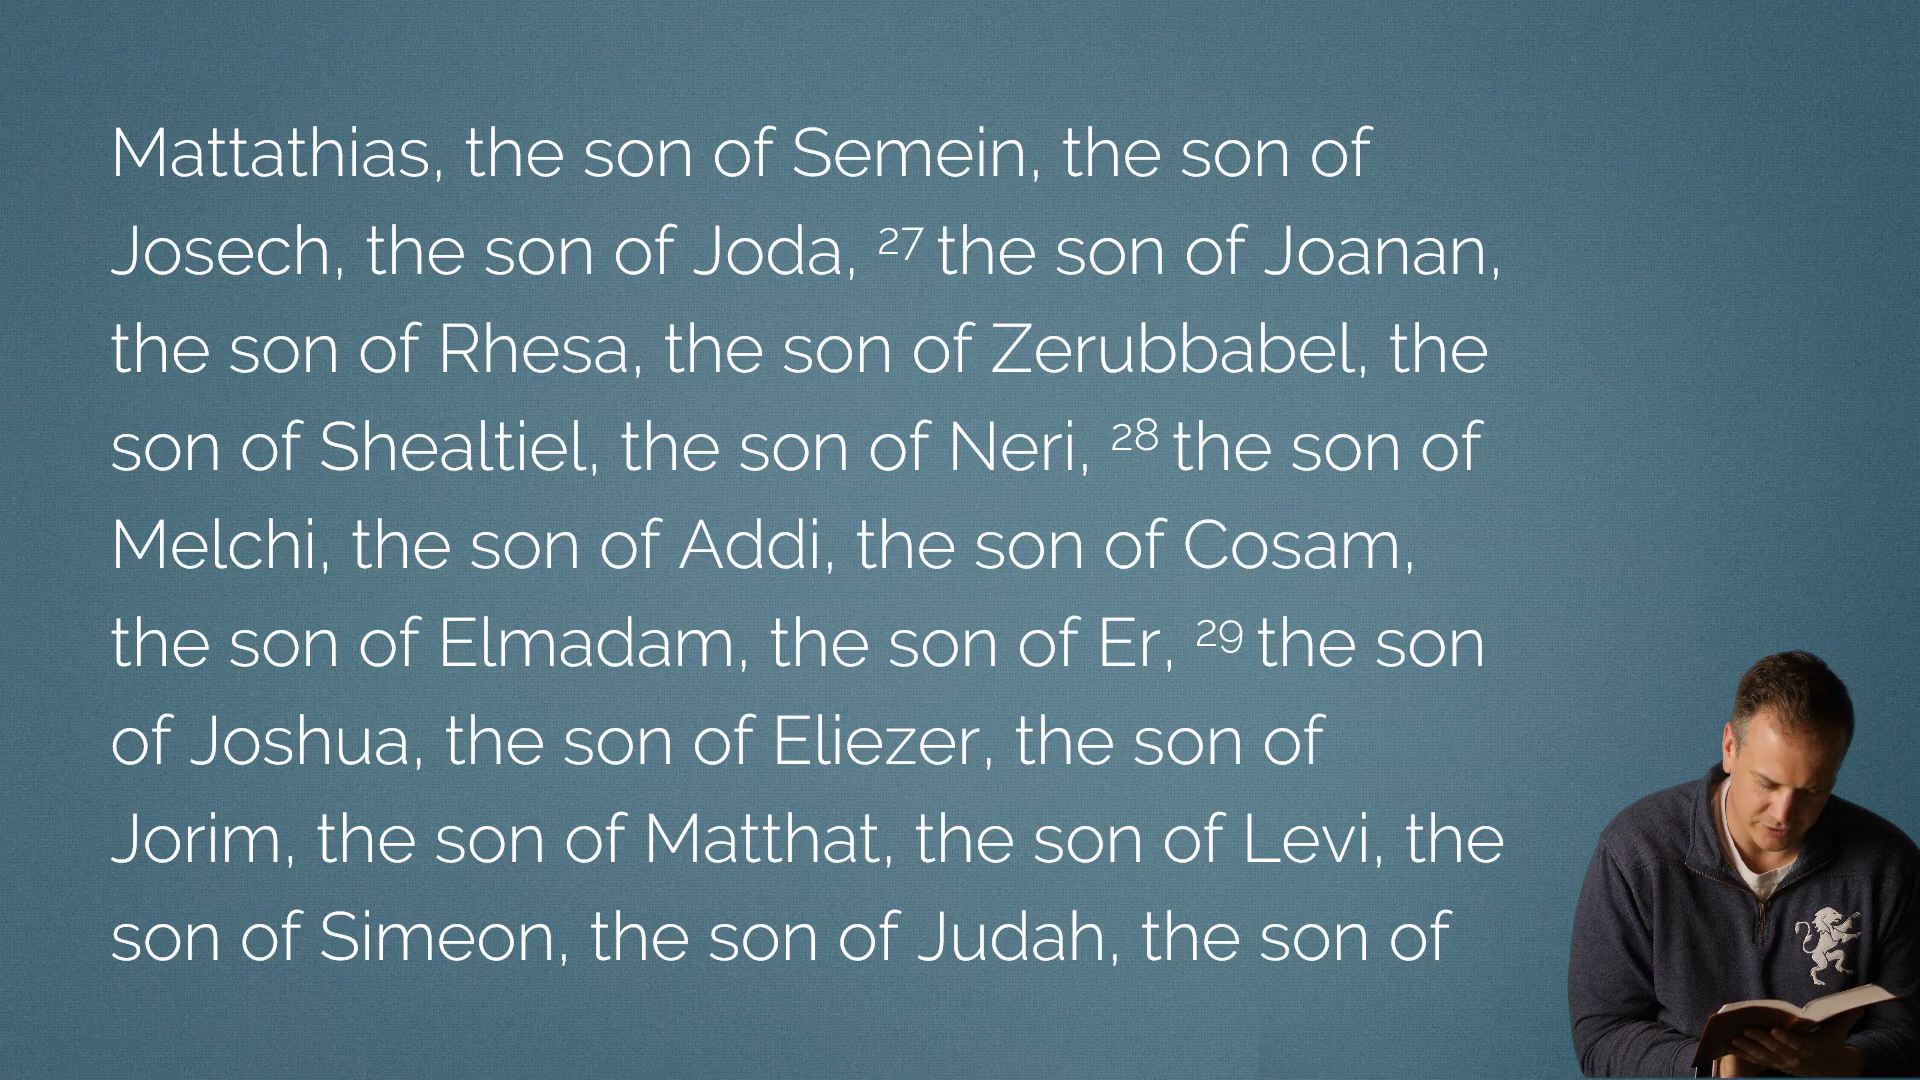 Mattathias, the son of Semein, the son of
Josech, the son of Joda, 27 the son of Joanan,
the son of Rhesa, the son of Zerubbabel, the
son of Shealtiel, the son of Neri, 28 the son of
Melchi, the son of Addi, the son of Cosam,
the son of Elmadam, the son of Er, 29 the son
of Joshua, the son of Eliezer, the son of
Jorim, the son of Matthat, the son of Levi, the
son of Simeon, the son of Judah, the son of